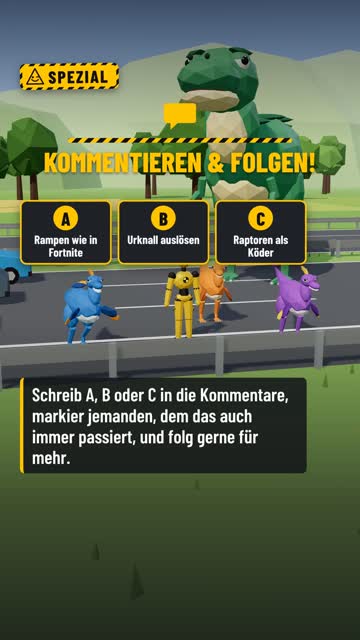 SPEZIAL
KOMMENTIEREN & FOLGEN!
A
Rampen wie in
Fortnite
B
Urknall auslösen
C
Raptoren als
Köder
Schreib A, B oder C in die Kommentare,
markier jemanden, dem das auch
immer passiert, und folg gerne für
mehr.